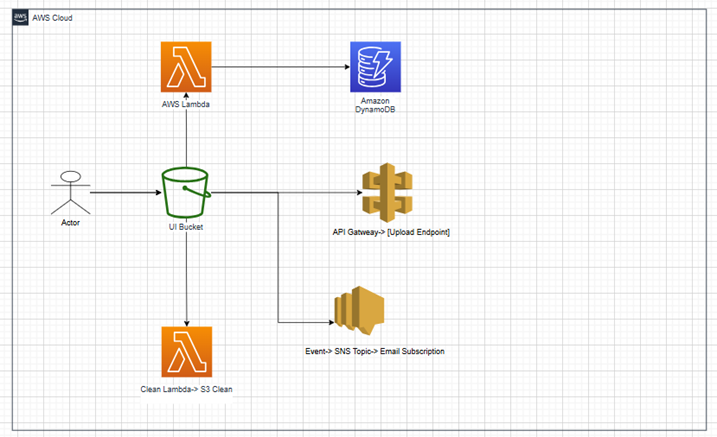 aws
AWS Cloud
AWS Lambda
Amazon
DynamoDB
Actor
UI Bucket
API Gatweay-> [Upload Endpoint]
Event-> SNS Topic-> Email Subscription
Clean Lambda-> S3 Clean